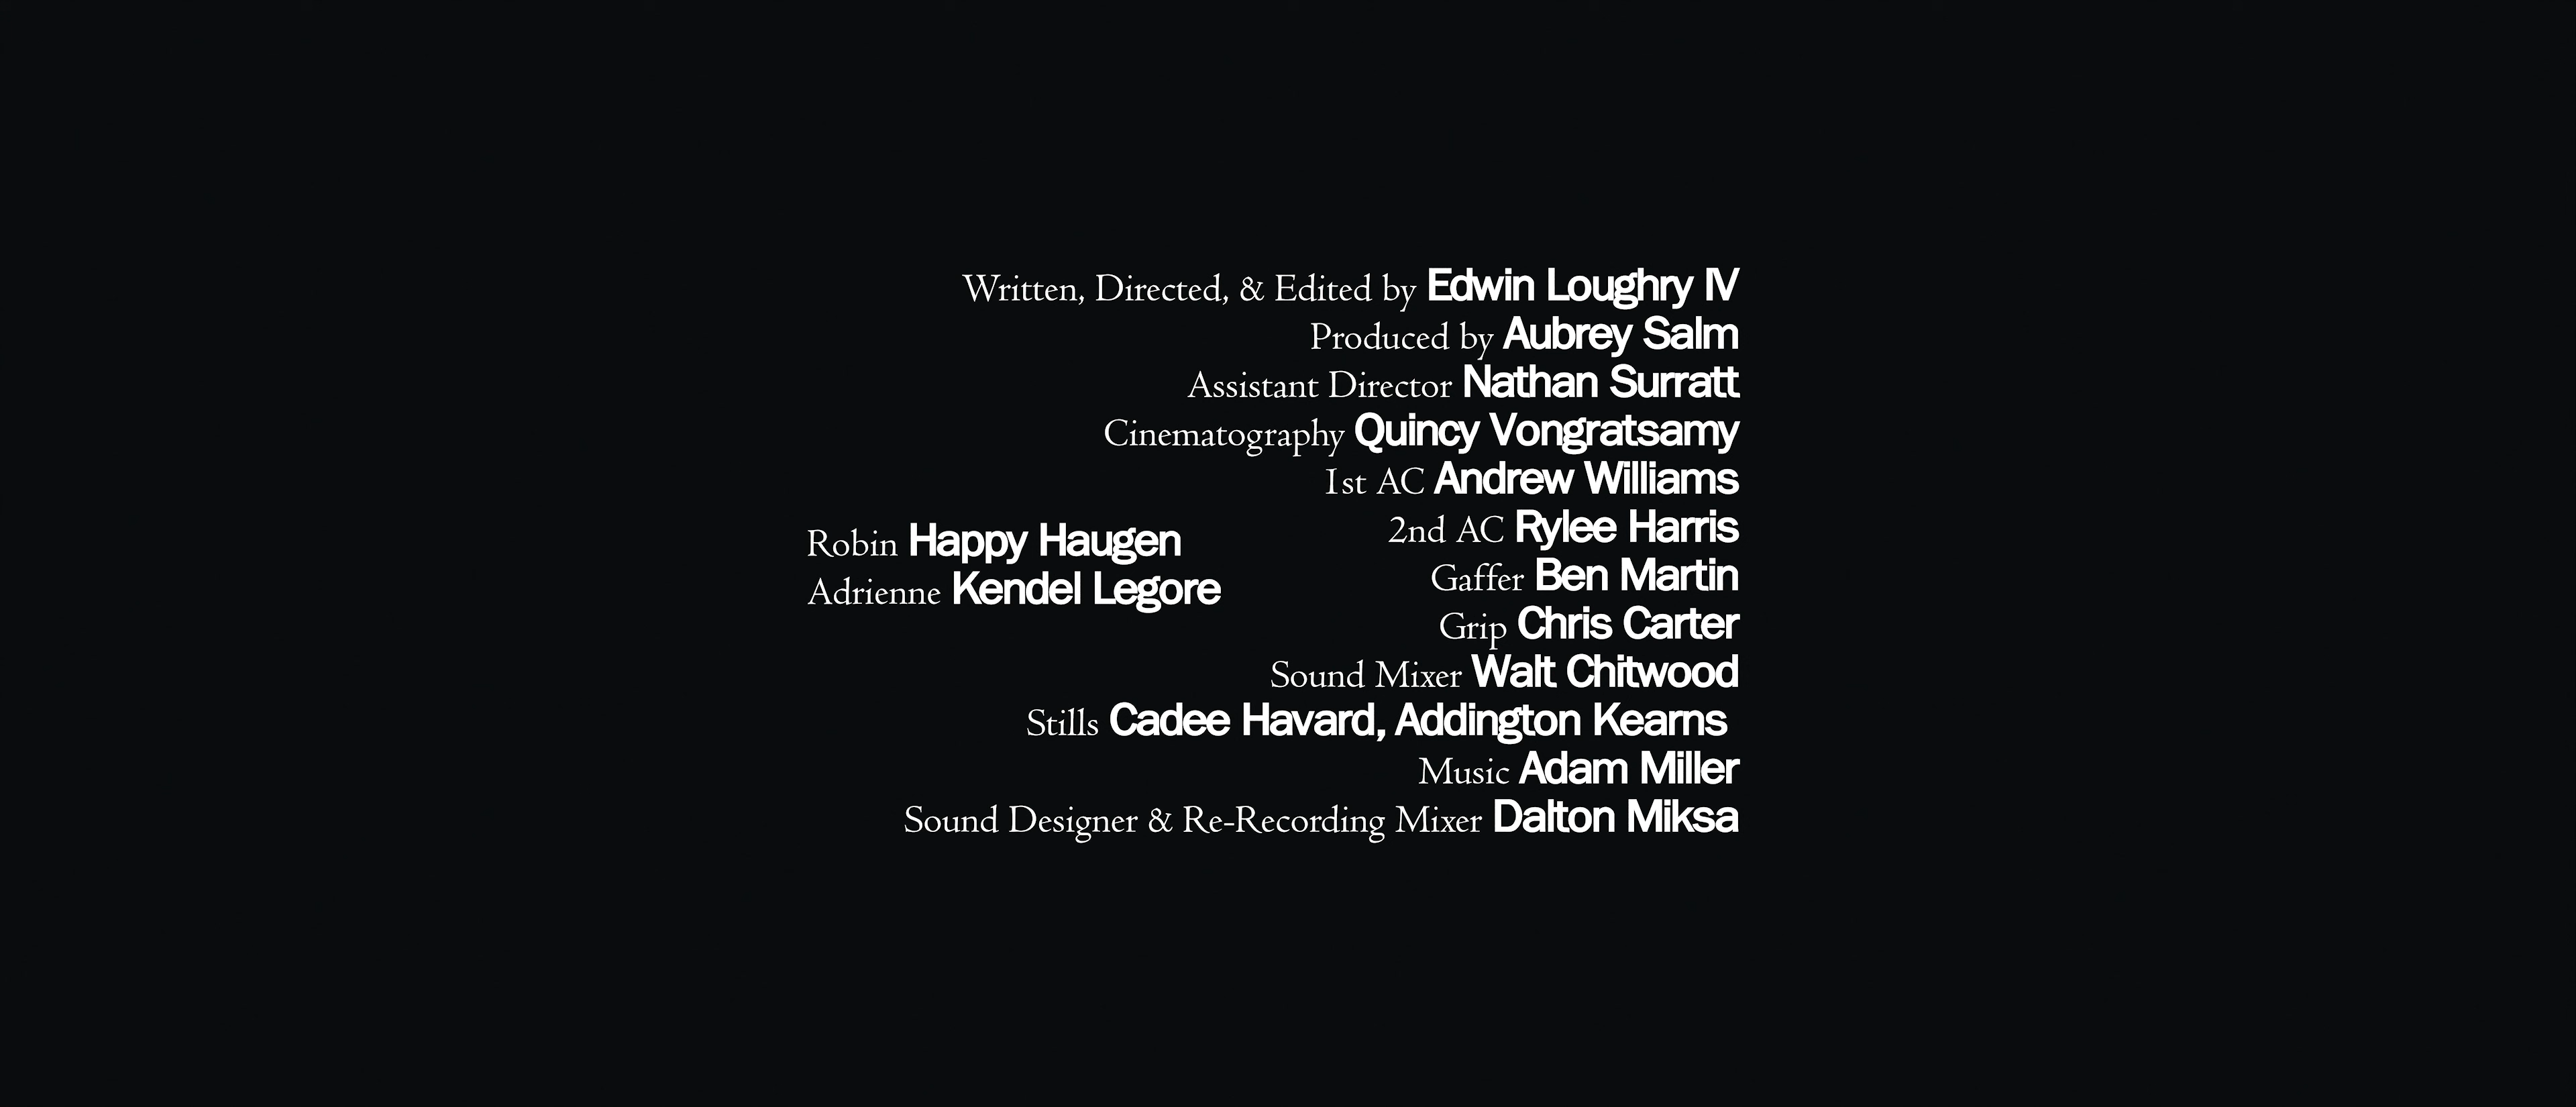 Written, Directed, & Edited by Edwin Loughry IV
Produced by Aubrey Salm
Assistant Director Nathan Surratt
Cinematography Quincy Vongratsamy
1st AC Andrew Williams
2nd AC Rylee Harris
Gaffer Ben Martin
Grip Chris Carter
Sound Mixer Walt Chitwood
Stills Cadee Havard, Addington Kearns
Music Adam Miller
Sound Designer & Re-Recording Mixer Dalton Miksa
Robin Happy Haugen
Adrienne Kendel Legore